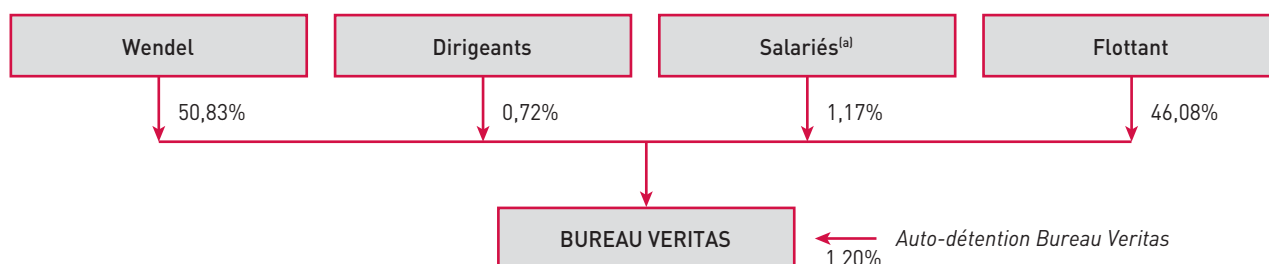 Wendel
Dirigeants
Salariés(a)
Flottant
50,83%
0,72%
1,17%
46,08%
BUREAU VERITAS
Auto-détention Bureau Veritas
1,20%